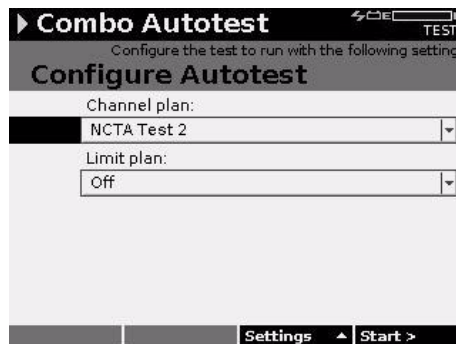 Combo Autotest
TEST
Configure the test to run with the following setting
Configure Autotest
Channel plan:
NCTA Test 2
Limit plan:
Off
Settings
Start >